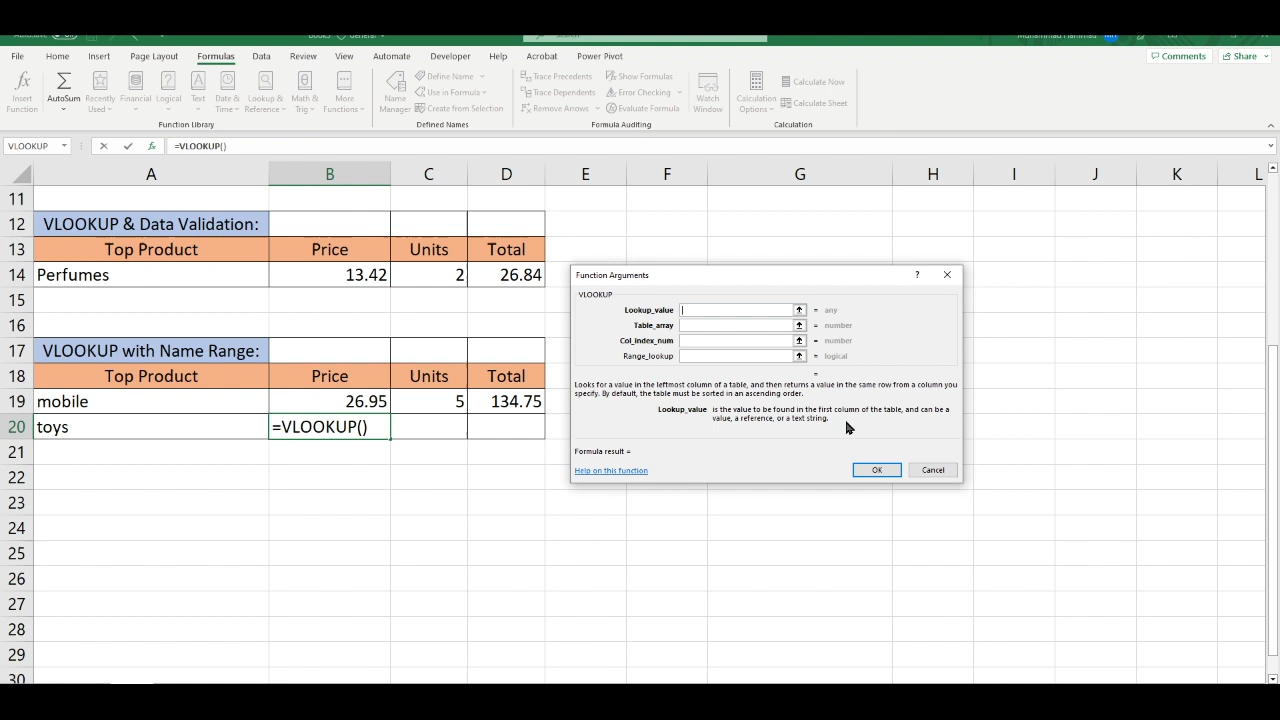 File Home Insert Page Layout Formulas Data Review View Automate Developer Help Acrobat Power Pivot Comments Share
Insert Function AutoSum Recently Used Financial Logical Text Date & Time Lookup & Reference Math & Trig More Functions
Name Manager Define Name Use in Formula Create from Selection
Trace Precedents Trace Dependents Remove Arrows Show Formulas Error Checking Evaluate Formula
Watch Window Calculation Options Calculate Now Calculate Sheet
Function Library Defined Names Formula Auditing Calculation
VLOOKUP fx =VLOOKUP()
A B C D E F G H I J K L
11
12 VLOOKUP & Data Validation:
13 Top Product Price Units Total
14 Perfumes 13.42 2 26.84
15
16
17 VLOOKUP with Name Range:
18 Top Product Price Units Total
19 mobile 26.95 5 134.75
20 toys =VLOOKUP()
21
22
23
24
25
26
27
28
29
30
Function Arguments ?
VLOOKUP
Lookup_value = any
Table_array = number
Col_index_num = number
Range_lookup = logical
=
Looks for a value in the leftmost column of a table, and then returns a value in the same row from a column you
specify. By default, the table must be sorted in an ascending order.
Lookup_value is the value to be found in the first column of the table, and can be a
value, a reference, or a text string.
Formula result =
Help on this function OK Cancel